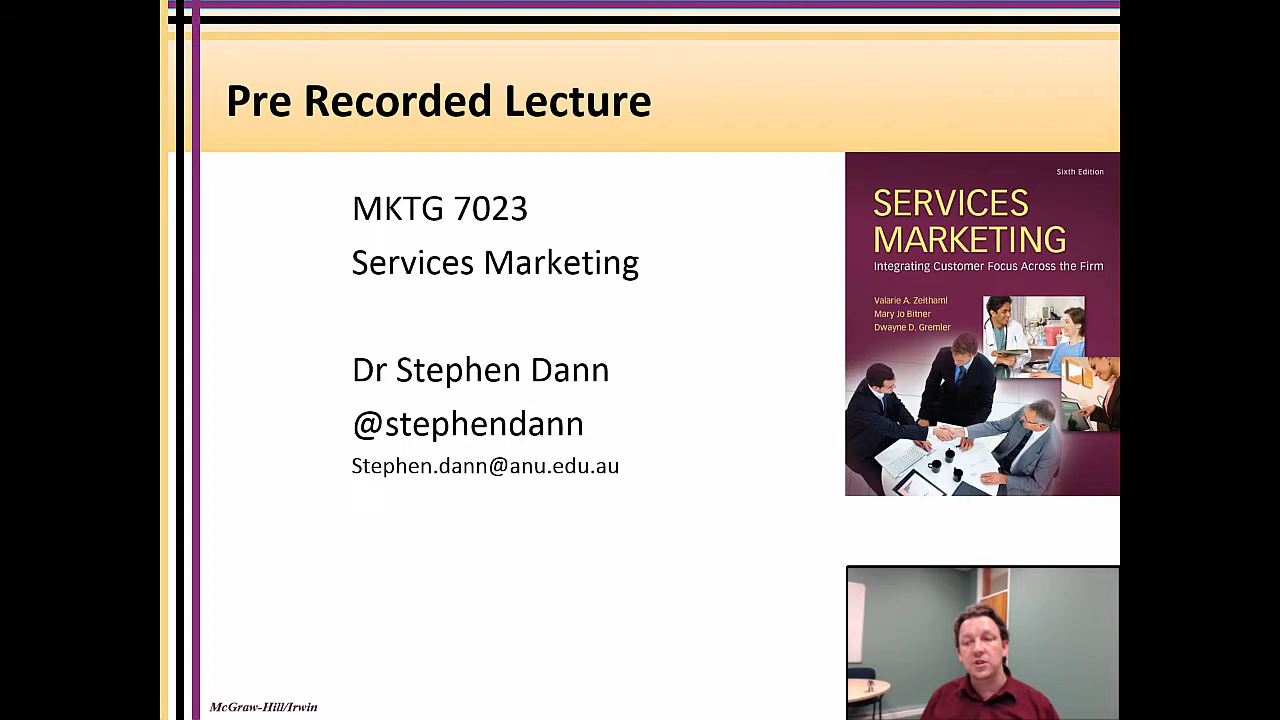 Pre Recorded Lecture
MKTG 7023
Services Marketing
Dr Stephen Dann
@stephendann
Stephen.dann@anu.edu.au
Sixth Edition
SERVICES
MARKETING
Integrating Customer Focus Across the Firm
Valarie A. Zeithaml
Mary Jo Bitner
Dwayne D. Gremler
McGraw-Hill/Irwin